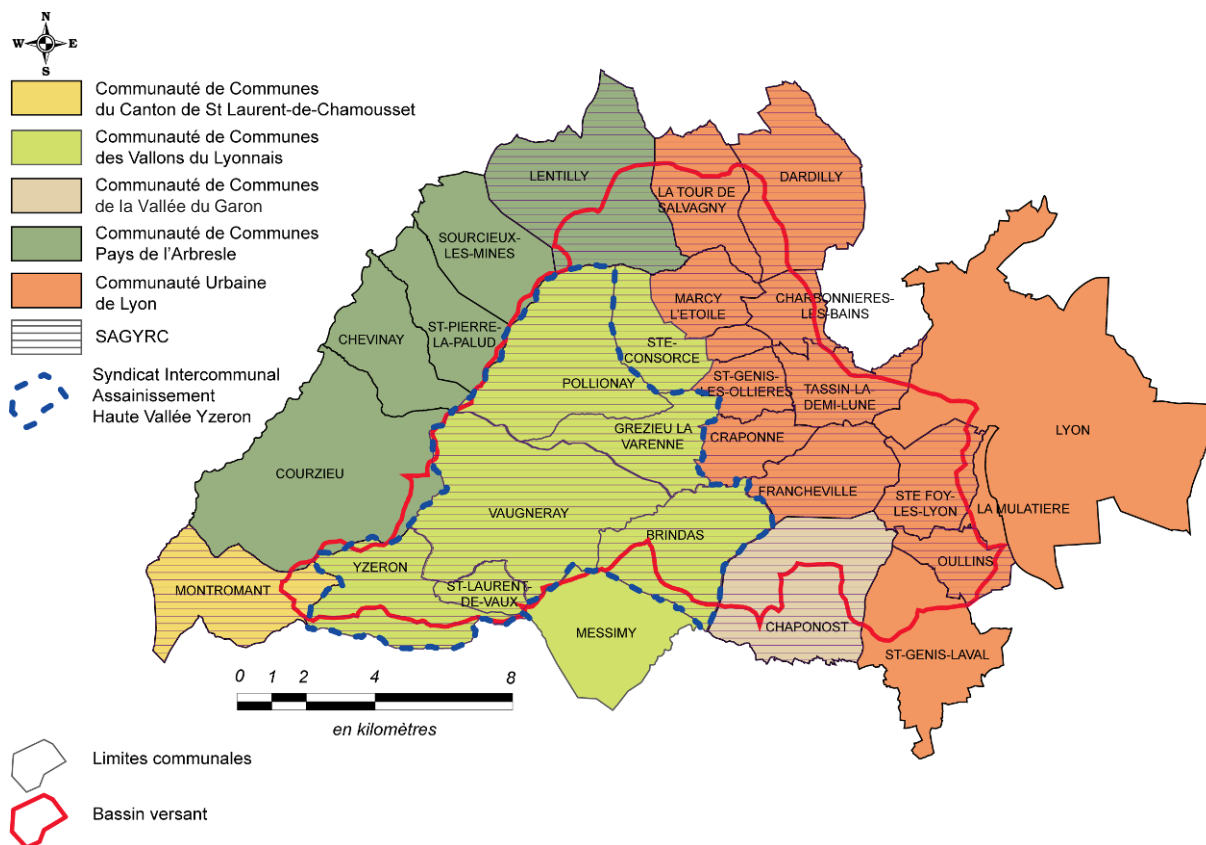 N
W E
S
Communauté de Communes
du Canton de St Laurent-de-Chamousset
Communauté de Communes
des Vallons du Lyonnais
Communauté de Communes
de la Vallée du Garon
Communauté de Communes
Pays de l'Arbresle
Communauté Urbaine
de Lyon
SAGYRC
Syndicat Intercommunal
Assainissement
Haute Vallée Yzeron
LENTILLY
LA TOUR DE
SALVAGNY
DARDILLY
SOURCIEUX-
LES-MINES
MARCY
L'ETOILE
CHARBONNIERES-
LES-BAINS
CHEVINAY
ST-PIERRE-
LA-PALUD
STE-
CONSORCE
POLLIONAY
ST-GENIS-
LES-OLLIERES
TASSIN-LA
DEMI-LUNE
GREZIEU LA
VARENNE
CRAPONNE
LYON
COURZIEU
FRANCHEVILLE
STE FOY-
LES-LYON
LA MULATIERE
VAUGNERAY
BRINDAS
OULLINS
YZERON
MONTROMANT
ST-LAURENT-
DE-VAUX
MESSIMY
CHAPONOST
ST-GENIS-LAVAL
0 1 2 4 8
en kilomètres
Limites communales
Bassin versant